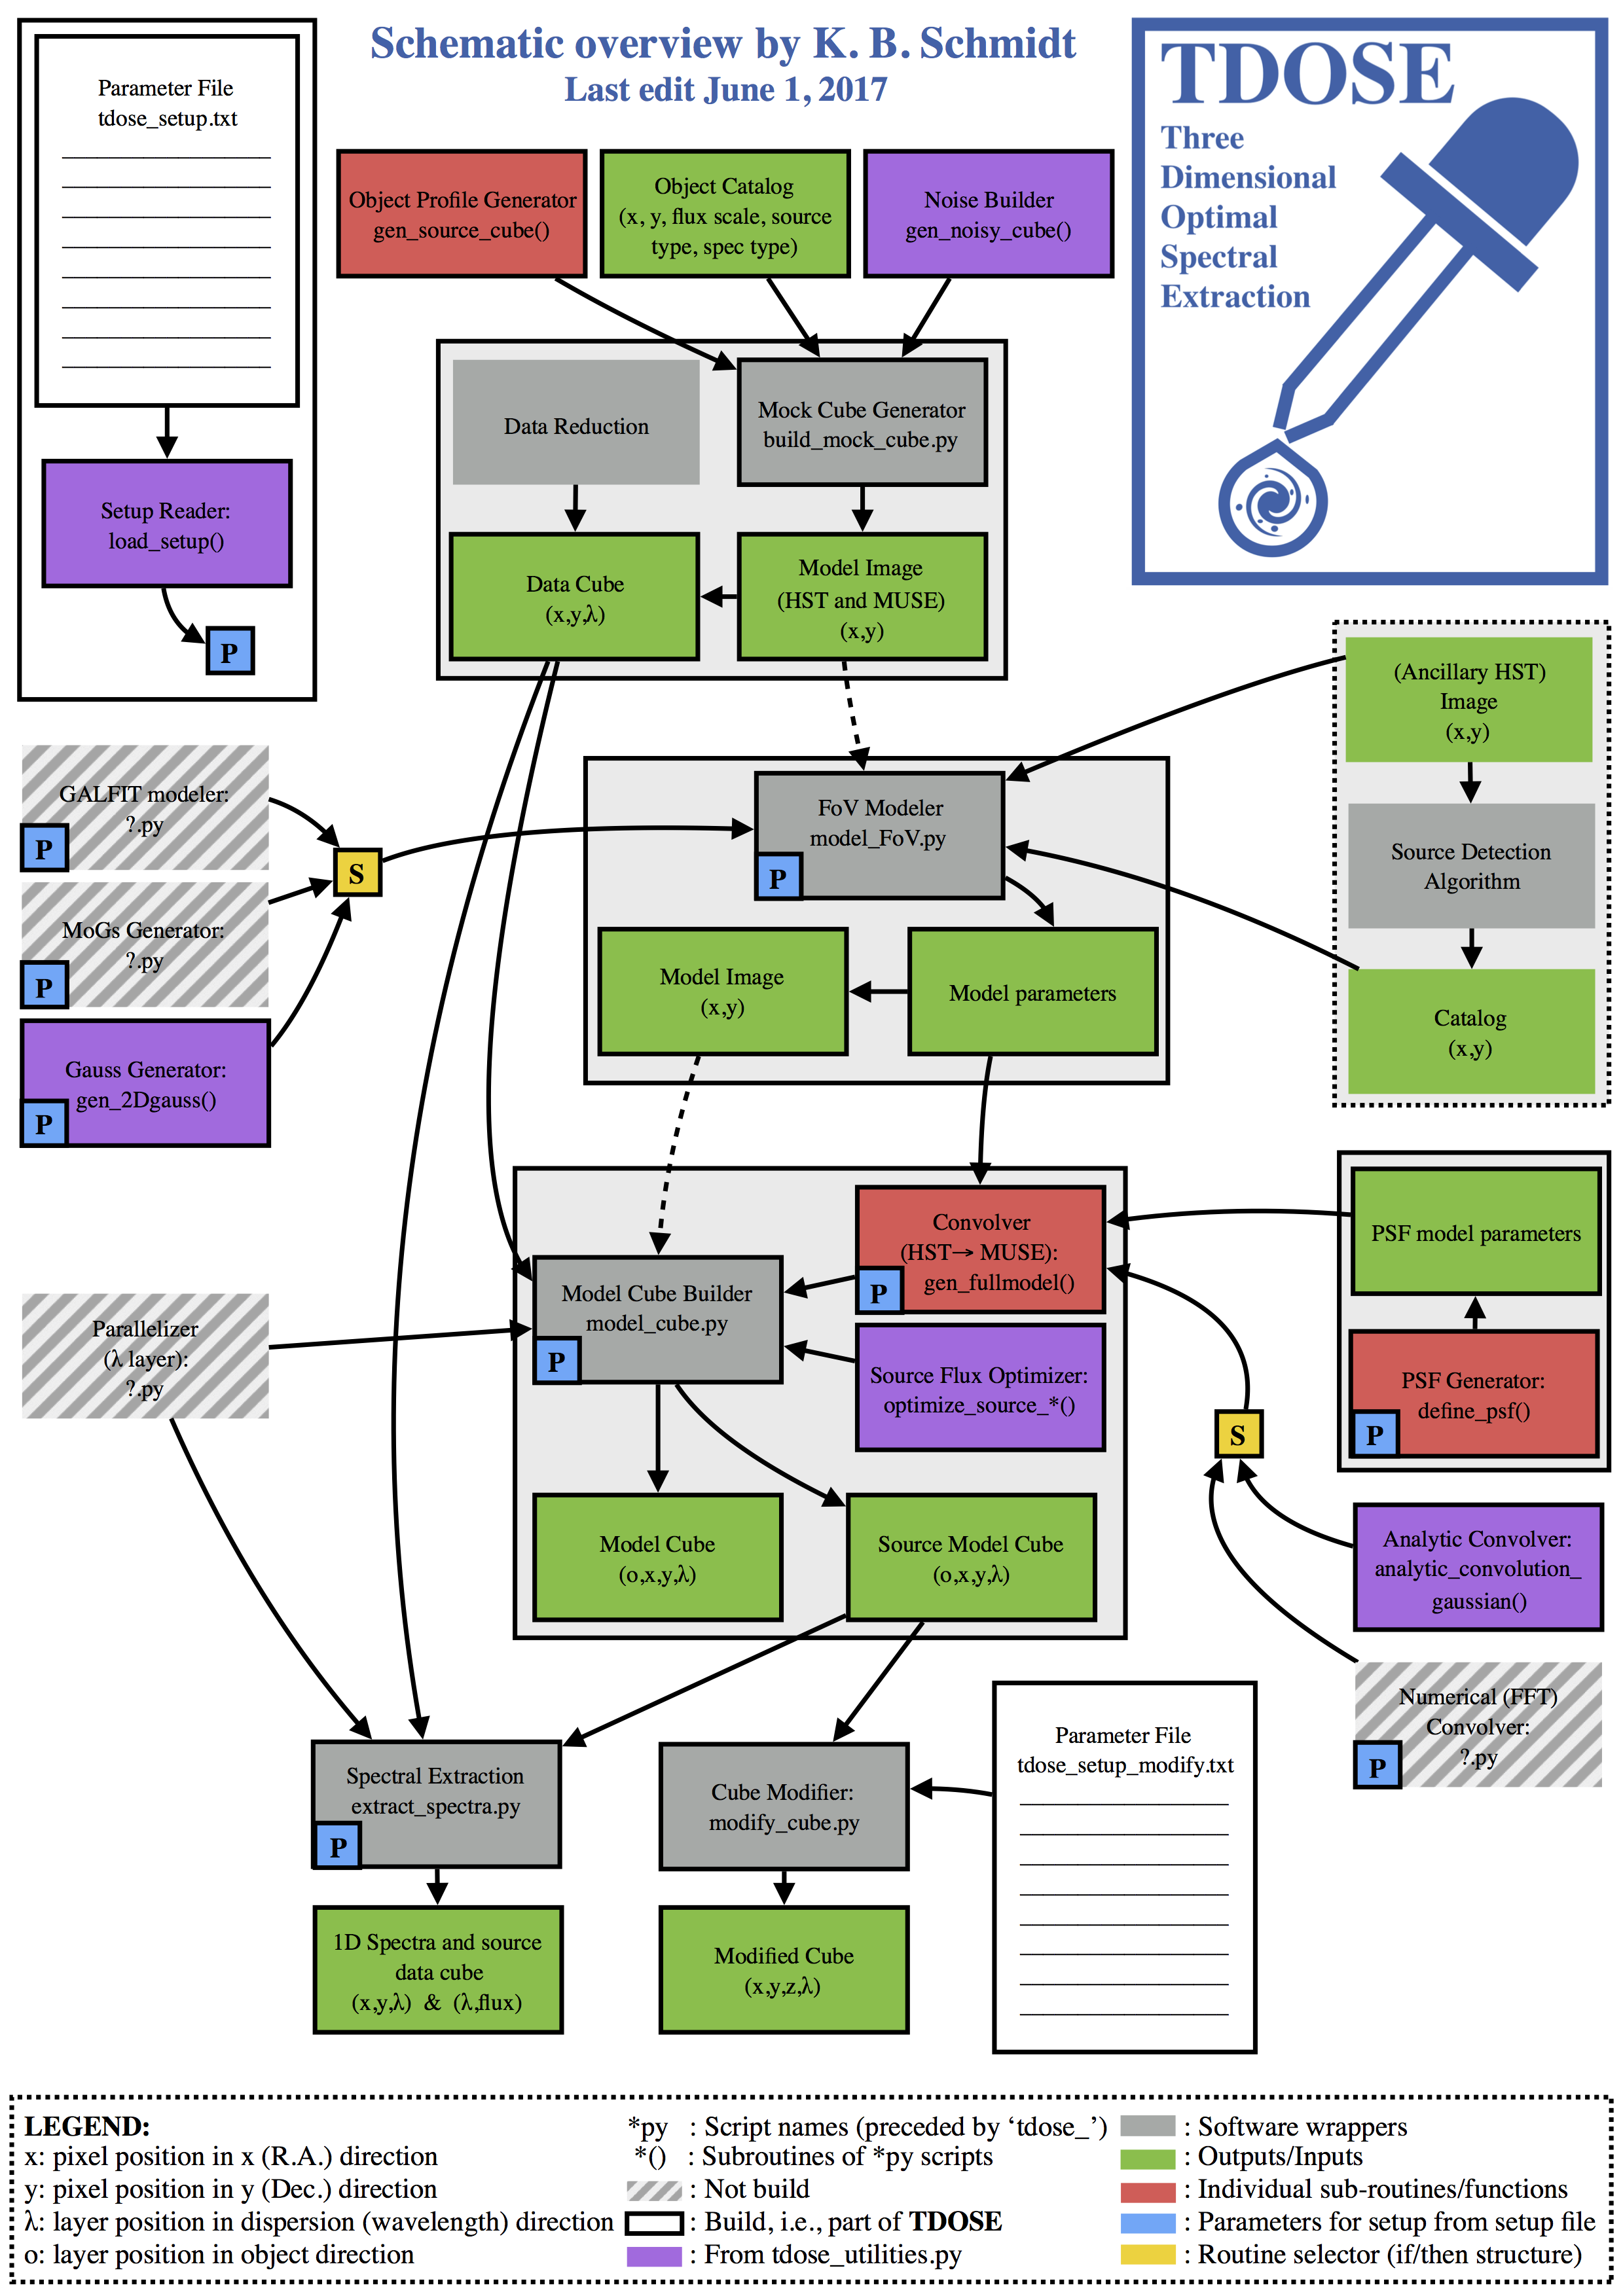 Schematic overview by K. B. Schmidt
Last edit June 1, 2017
TDOSE
Three
Dimensional
Optimal
Spectral
Extraction
Parameter File
tdose_setup.txt
Setup Reader:
load_setup()
P
Object Profile Generator
gen_source_cube()
Object Catalog
(x, y, flux scale, source
type, spec type)
Noise Builder
gen_noisy_cube()
Data Reduction
Mock Cube Generator
build_mock_cube.py
Data Cube
(x,y,λ)
Model Image
(HST and MUSE)
(x,y)
(Ancillary HST)
Image
(x,y)
Source Detection
Algorithm
Catalog
(x,y)
GALFIT modeler:
?.py
P
MoGs Generator:
?.py
P
Gauss Generator:
gen_2Dgauss()
P
S
FoV Modeler
model_FoV.py
P
Model Image
(x,y)
Model parameters
Convolver
(HST→ MUSE):
gen_fullmodel()
P
PSF model parameters
PSF Generator:
define_psf()
P
Model Cube Builder
model_cube.py
P
Source Flux Optimizer:
optimize_source_*()
Parallelizer
(λ layer):
?.py
S
Model Cube
(o,x,y,λ)
Source Model Cube
(o,x,y,λ)
Analytic Convolver:
analytic_convolution_
gaussian()
Numerical (FFT)
Convolver:
?.py
P
Spectral Extraction
extract_spectra.py
P
Cube Modifier:
modify_cube.py
Parameter File
tdose_setup_modify.txt
1D Spectra and source
data cube
(x,y,λ) & (λ,flux)
Modified Cube
(x,y,z,λ)
LEGEND:
x: pixel position in x (R.A.) direction
y: pixel position in y (Dec.) direction
λ: layer position in dispersion (wavelength) direction
o: layer position in object direction
*py : Script names (preceded by ‘tdose_’)
*() : Subroutines of *py scripts
: Not build
: Build, i.e., part of TDOSE
: From tdose_utilities.py
: Software wrappers
: Outputs/Inputs
: Individual sub-routines/functions
: Parameters for setup from setup file
: Routine selector (if/then structure)